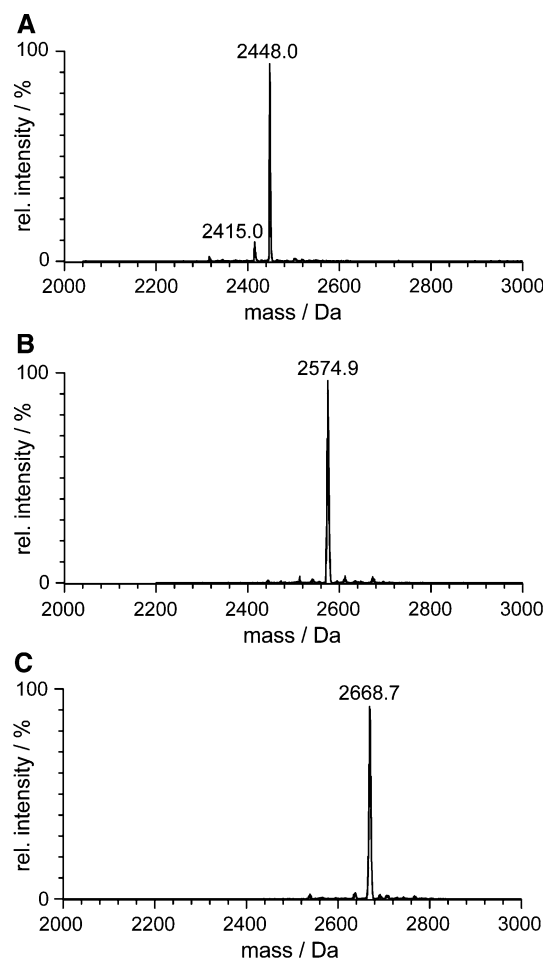 A
100
2448.0
rel. intensity / %
2415.0
0
2000 2200 2400 2600 2800 3000
mass / Da
B
100
2574.9
rel. intensity / %
0
2000 2200 2400 2600 2800 3000
mass / Da
C
100
2668.7
rel. intensity / %
0
2000 2200 2400 2600 2800 3000
mass / Da